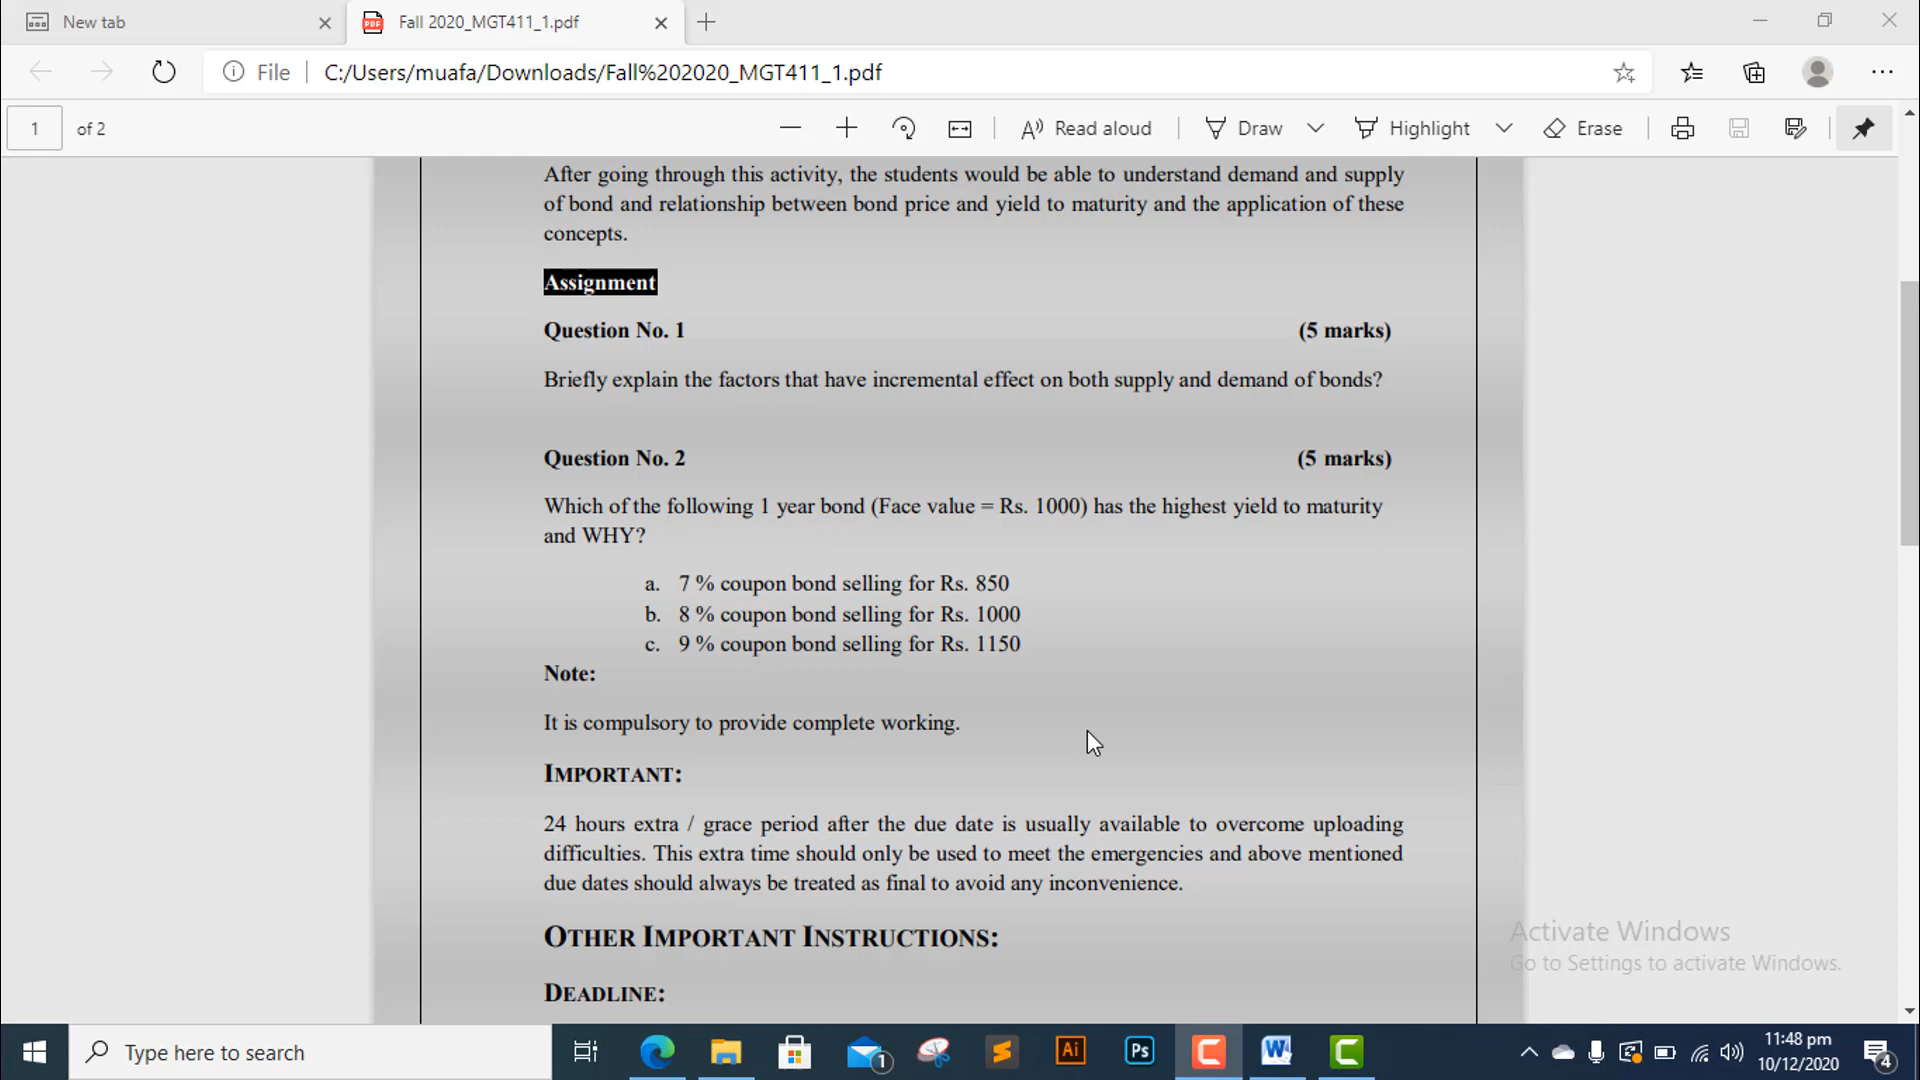 New tab
Fall 2020_MGT411_1.pdf
File
C:/Users/muafa/Downloads/Fall%202020_MGT411_1.pdf
1
of 2
Read aloud
Draw
Highlight
Erase
After going through this activity, the students would be able to understand demand and supply
of bond and relationship between bond price and yield to maturity and the application of these
concepts.
Assignment
Question No. 1 (5 marks)
Briefly explain the factors that have incremental effect on both supply and demand of bonds?
Question No. 2 (5 marks)
Which of the following 1 year bond (Face value = Rs. 1000) has the highest yield to maturity
and WHY?
a. 7 % coupon bond selling for Rs. 850
b. 8 % coupon bond selling for Rs. 1000
c. 9 % coupon bond selling for Rs. 1150
Note:
It is compulsory to provide complete working.
IMPORTANT:
24 hours extra / grace period after the due date is usually available to overcome uploading
difficulties. This extra time should only be used to meet the emergencies and above mentioned
due dates should always be treated as final to avoid any inconvenience.
OTHER IMPORTANT INSTRUCTIONS:
DEADLINE:
Activate Windows
Go to Settings to activate Windows.
Type here to search
1
Ai
Ps
W
11:48 pm
10/12/2020
4